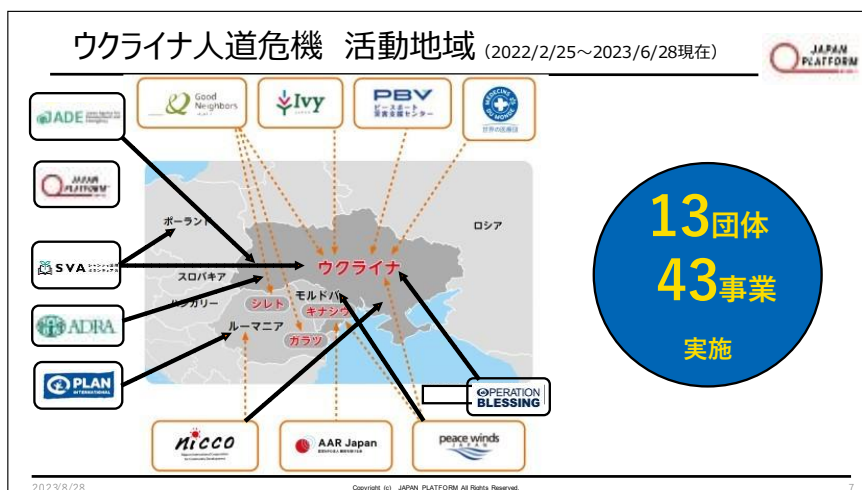 ウクライナ人道危機 活動地域 (2022/2/25～2023/6/28現在)
JAPAN
PLATFORM
JADE
Good
Neighbors
Ivy
PBV
ピースボート
災害支援センター
MEDECINS DU MONDE
世界の医療団
JAPAN
PLATFORM
ポーランド
ロシア
SVA
ウクライナ
スロバキア
ハンガリー
シレト
モルドバ
キナシウ
ルーマニア
ガラツ
ADRA
PLAN
INTERNATIONAL
OPERATION
BLESSING
nicco
AAR Japan
peace winds
JAPAN
13団体
43事業
実施
2023/8/28
Copyright (c) JAPAN PLATFORM All Rights Reserved.
7